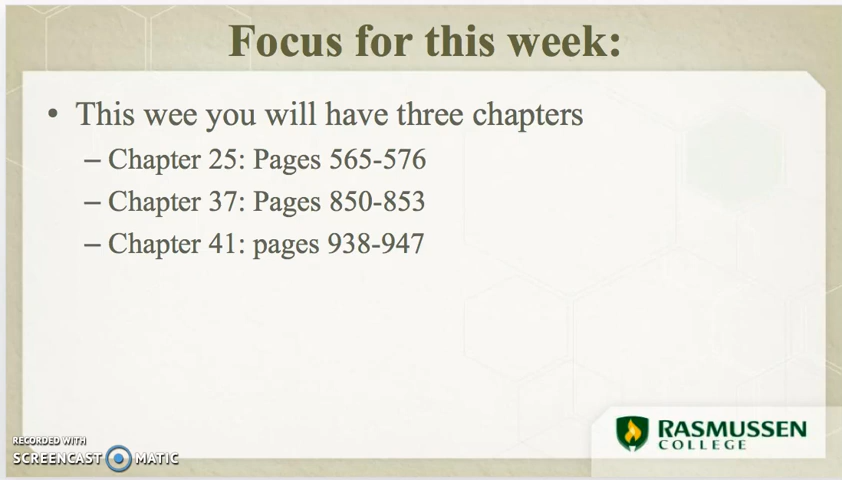 Focus for this week:
• This wee you will have three chapters
– Chapter 25: Pages 565-576
– Chapter 37: Pages 850-853
– Chapter 41: pages 938-947
RECORDED WITH
SCREENCAST MATIC
RASMUSSEN
COLLEGE